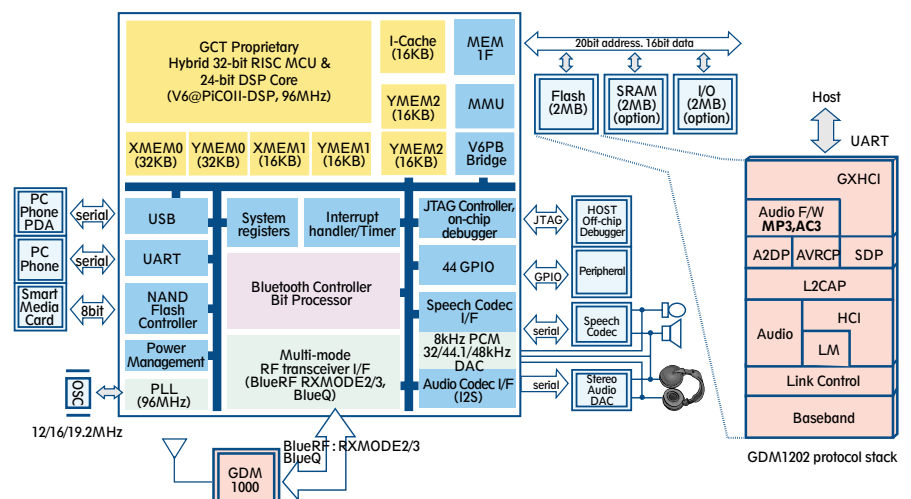 GCT Proprietary
Hybrid 32-bit RISC MCU &
24-bit DSP Core
(V6@PiCOII-DSP, 96MHz)
I-Cache
(16KB)
MEM
1F
YMEM2
(16KB)
MMU
XMEM0
(32KB)
YMEM0
(32KB)
XMEM1
(16KB)
YMEM1
(16KB)
YMEM2
(16KB)
V6PB
Bridge
20bit address. 16bit data
Flash
(2MB)
SRAM
(2MB)
(option)
I/O
(2MB)
(option)
Host
UART
PC
Phone
PDA
serial
USB
System
registers
Interrupt
handler/Timer
JTAG Controller,
on-chip
debugger
JTAG
HOST
Off-chip
Debugger
PC
Phone
serial
UART
Bluetooth Controller
Bit Processor
44 GPIO
GPIO
Peripheral
Smart
Media
Card
8bit
NAND
Flash
Controller
Speech Codec
I/F
serial
Speech
Codec
Power
Management
Multi-mode
RF transceiver I/F
(BlueRF RXMODE2/3,
BlueQ)
8kHz PCM
32/44.1/48kHz
DAC
OSC
PLL
(96MHz)
Audio Codec I/F
(I2S)
serial
Stereo
Audio
DAC
12/16/19.2MHz
BlueRF : RXMODE2/3
BlueQ
GDM
1000
GXHCI
Audio F/W
MP3,AC3
A2DP
AVRCP
SDP
L2CAP
Audio
HCI
LM
Link Control
Baseband
GDM1202 protocol stack